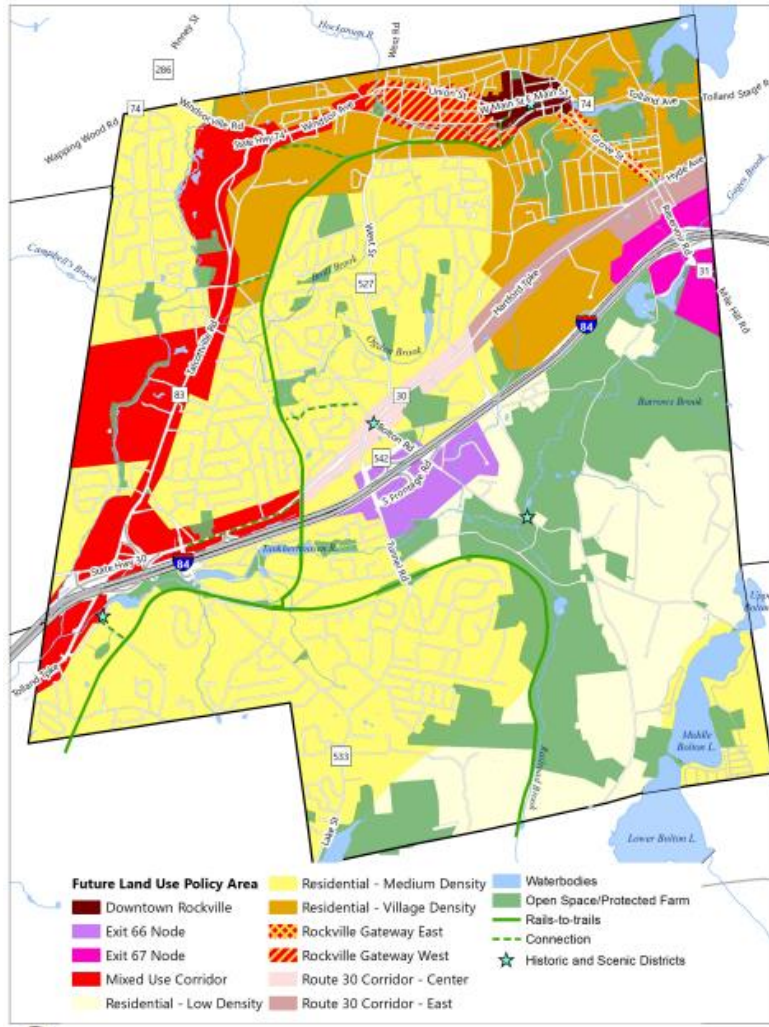 Pinney St
Hockanum R
West Rd
286
74
Windsorville Rd
Wapping Wood Rd
State Hwy 74
Windsor Ave
Union St
W Main St
E Main St
74
Tolland Ave
Tolland Stage R
Grove St
Hyde Ave
Gages Brook
Reservoir Rd
31
Mile Hill Rd
Campbell's Brook
West St
527
Hartford Tpke
84
Ogden Brook
Talcottville Rd
83
30
Bolton Rd
542
S Frontage Rd
Barrows Brook
State Hwy 30
84
Tankerhoosen R
Tunnel Rd
Tolland Tpke
Upp
Bolton
Middle
Bolton L.
533
Railroad Brook
Lake St
Lower Bolton L.
Future Land Use Policy Area
Downtown Rockville
Exit 66 Node
Exit 67 Node
Mixed Use Corridor
Residential - Low Density
Residential - Medium Density
Residential - Village Density
Rockville Gateway East
Rockville Gateway West
Route 30 Corridor - Center
Route 30 Corridor - East
Waterbodies
Open Space/Protected Farm
Rails-to-trails
Connection
Historic and Scenic Districts